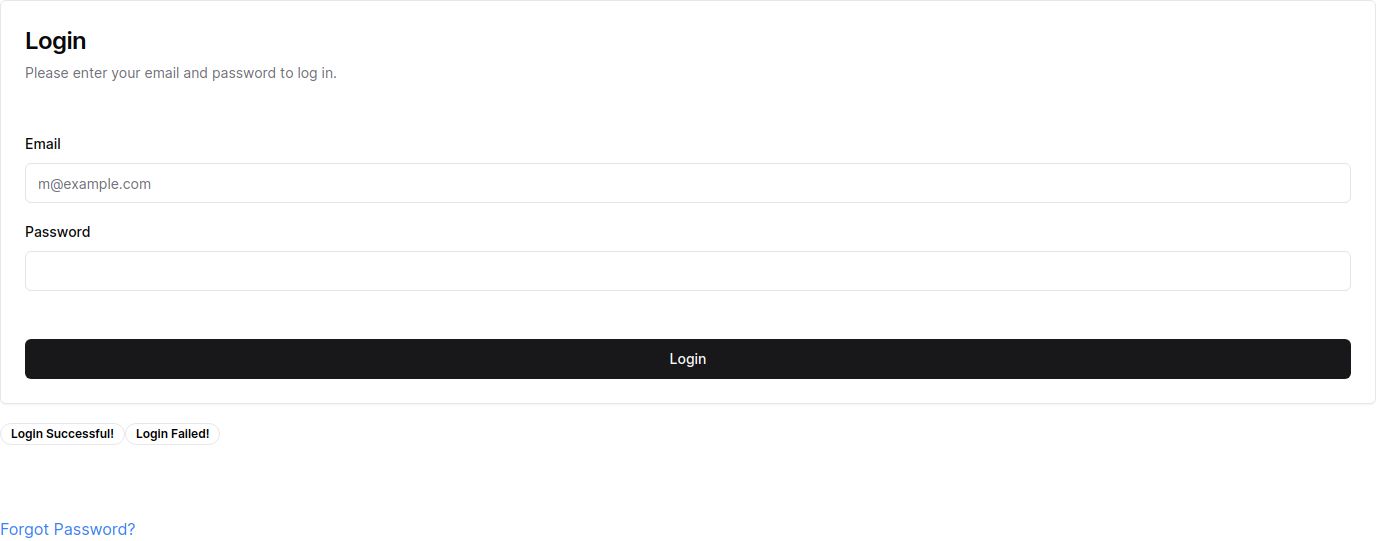 Login
Please enter your email and password to log in.
Email
m@example.com
Password
Login
Login Successful! Login Failed!
Forgot Password?